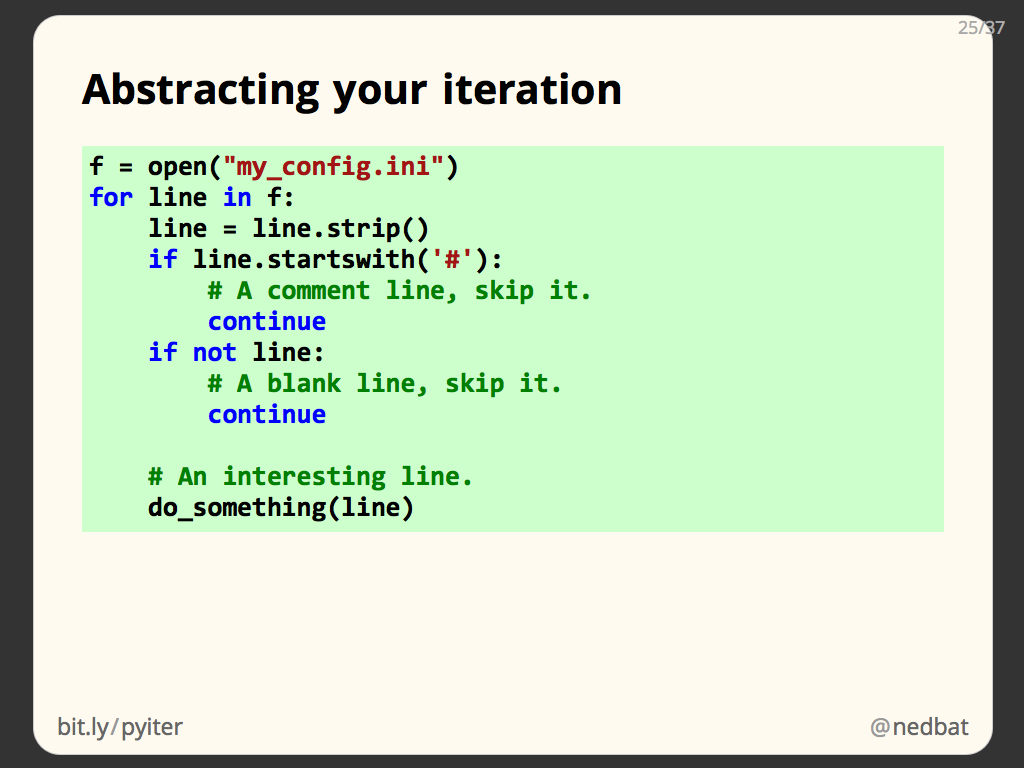 25/37
Abstracting your iteration
f = open("my_config.ini")
for line in f:
    line = line.strip()
    if line.startswith('#'):
        # A comment line, skip it.
        continue
    if not line:
        # A blank line, skip it.
        continue

    # An interesting line.
    do_something(line)
bit.ly/pyiter
@nedbat